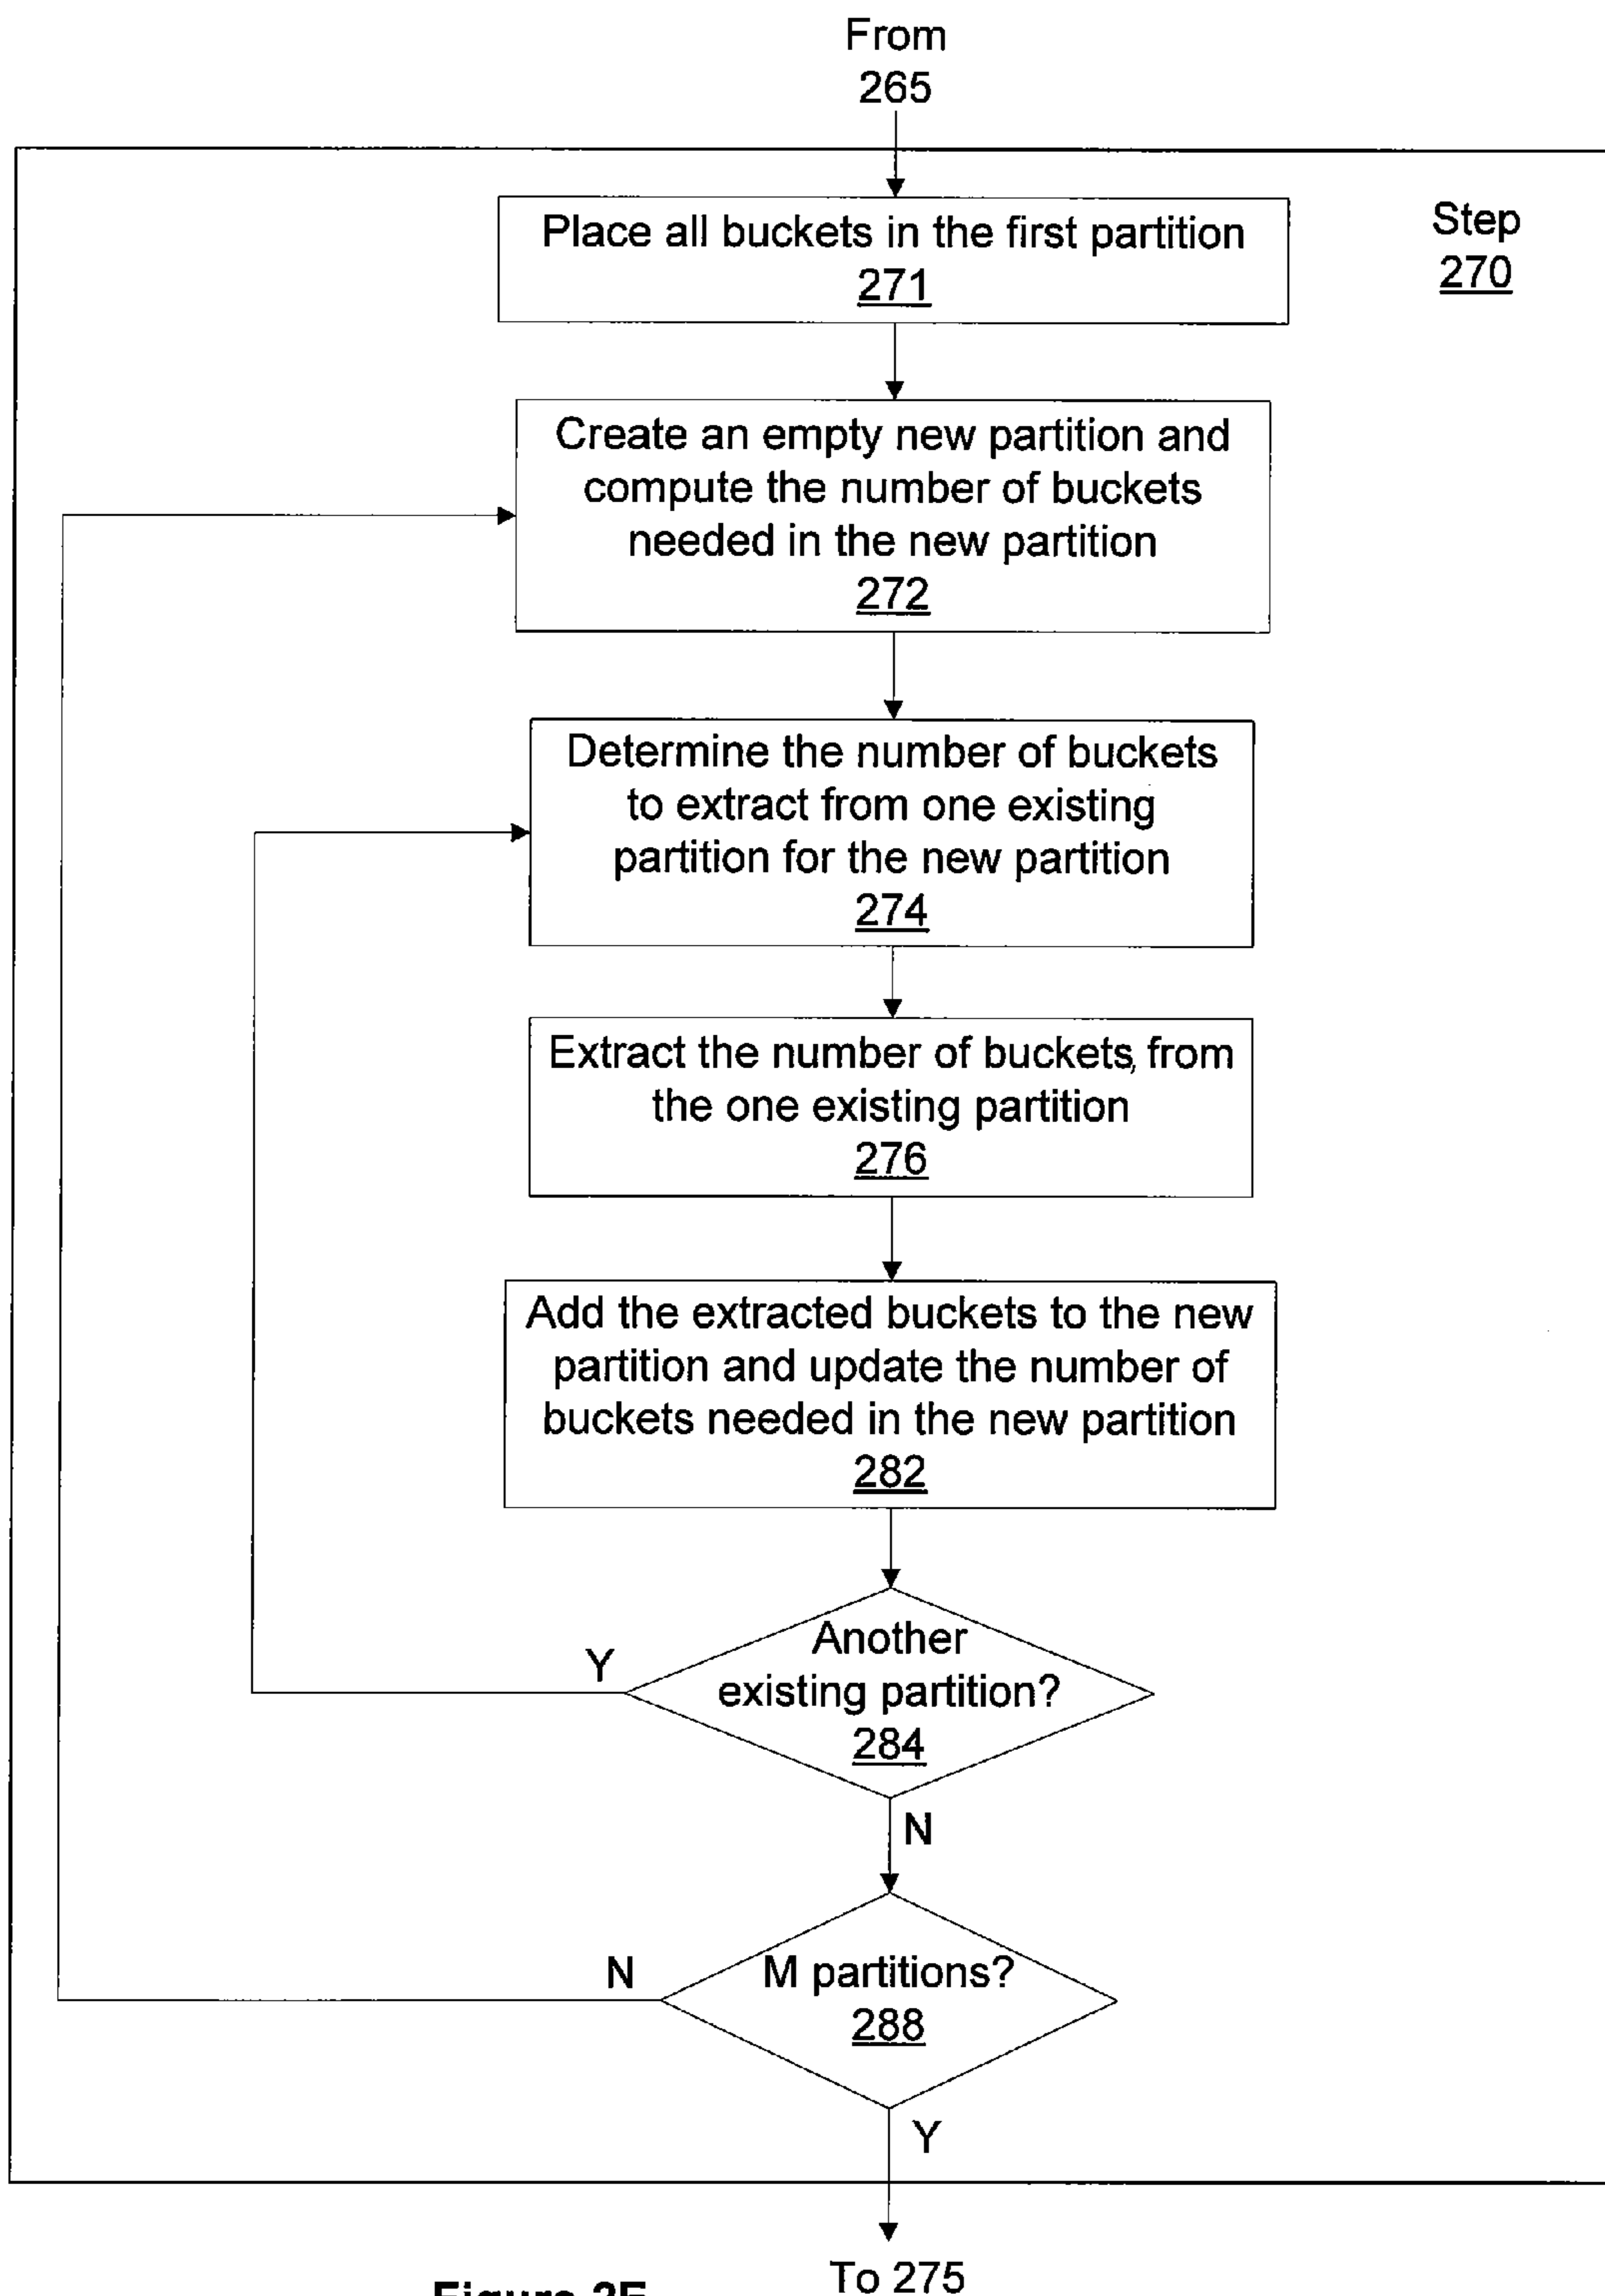 From
265
Place all buckets in the first partition
271
Step
270
Create an empty new partition and
compute the number of buckets
needed in the new partition
272
Determine the number of buckets
to extract from one existing
partition for the new partition
274
Extract the number of buckets, from
the one existing partition
276
Add the extracted buckets to the new
partition and update the number of
buckets needed in the new partition
282
Another
existing partition?
284
Y
N
M partitions?
288
N
Y
To 275